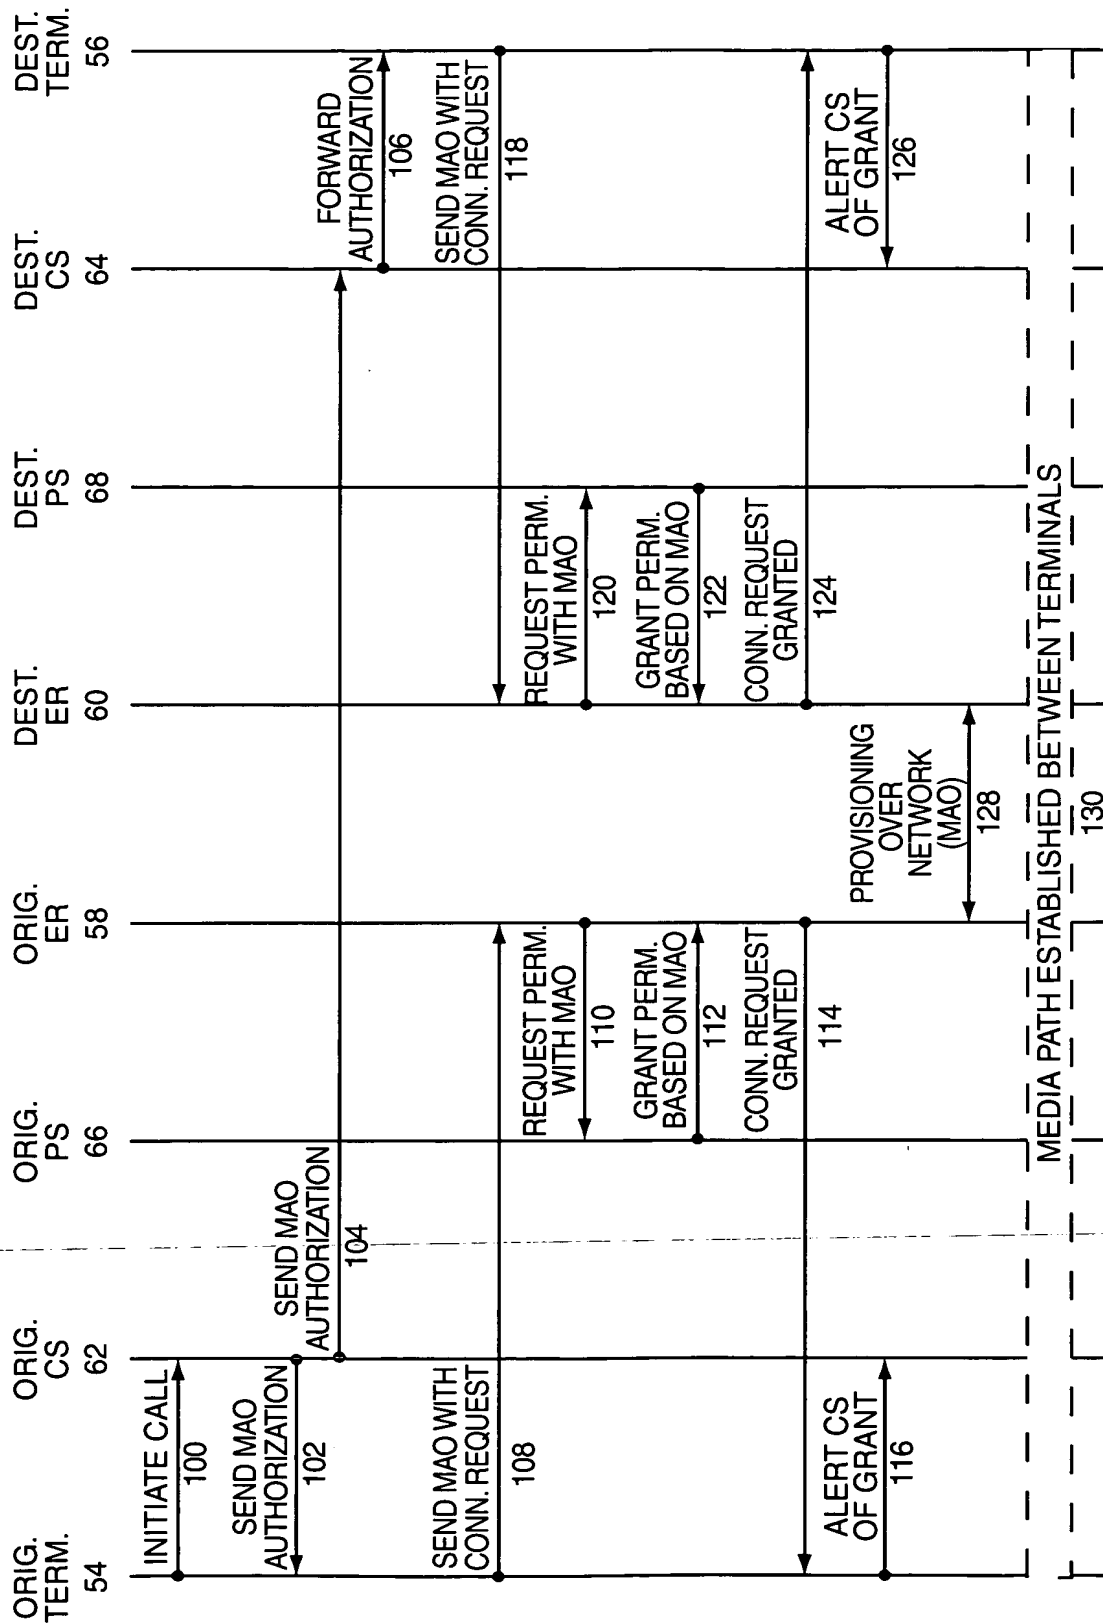 ORIG.
TERM.
54
ORIG.
CS
62
ORIG.
PS
66
ORIG.
ER
58
DEST.
ER
60
DEST.
PS
68
DEST.
CS
64
DEST.
TERM.
56
INITIATE CALL
100
SEND MAO
AUTHORIZATION
102
SEND MAO
AUTHORIZATION
104
FORWARD
AUTHORIZATION
106
SEND MAO WITH
CONN. REQUEST
108
SEND MAO WITH
CONN. REQUEST
118
REQUEST PERM.
WITH MAO
110
REQUEST PERM.
WITH MAO
120
GRANT PERM.
BASED ON MAO
112
GRANT PERM.
BASED ON MAO
122
CONN. REQUEST
GRANTED
114
CONN. REQUEST
GRANTED
124
ALERT CS
OF GRANT
116
PROVISIONING
OVER
NETWORK
(MAO)
128
ALERT CS
OF GRANT
126
MEDIA PATH ESTABLISHED BETWEEN TERMINALS
130